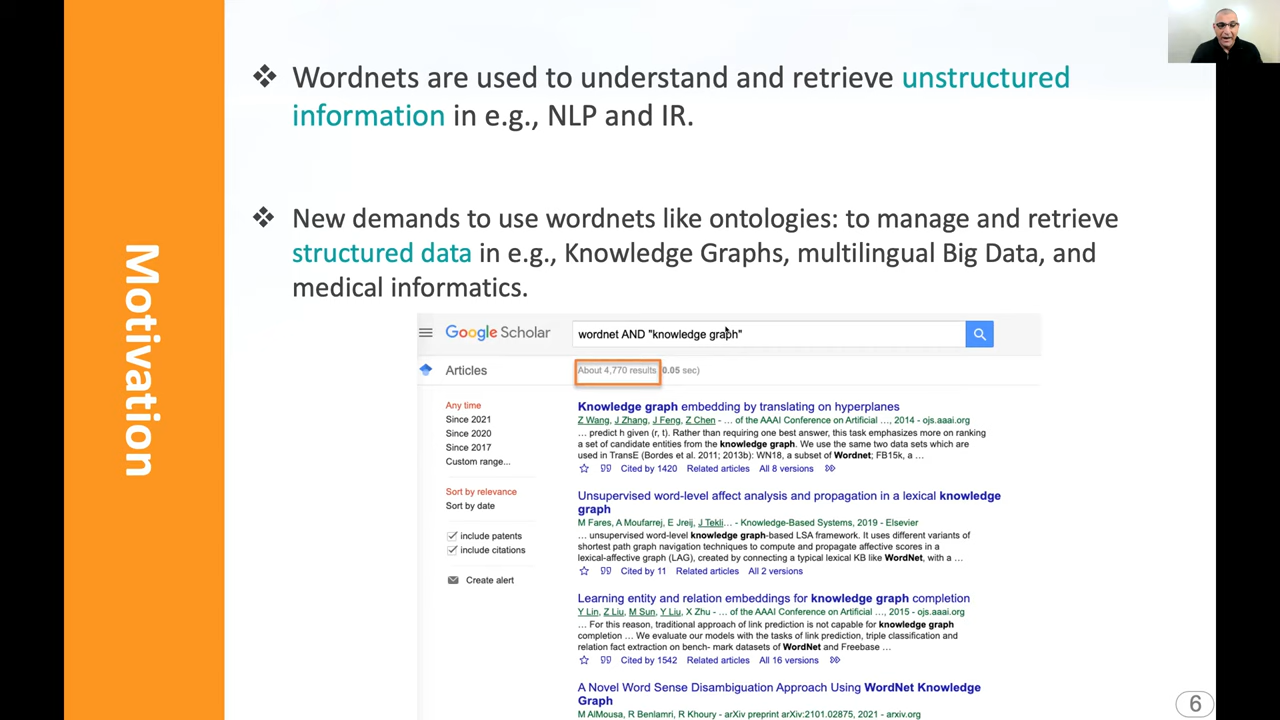 Motivation
❖ Wordnets are used to understand and retrieve unstructured
information in e.g., NLP and IR.
❖ New demands to use wordnets like ontologies: to manage and retrieve
structured data in e.g., Knowledge Graphs, multilingual Big Data, and
medical informatics.
Google Scholar
wordnet AND "knowledge graph"
Articles
About 4,770 results (0.05 sec)
Any time
Since 2021
Since 2020
Since 2017
Custom range...
Sort by relevance
Sort by date
include patents
include citations
Create alert
Knowledge graph embedding by translating on hyperplanes
Z Wang, J Zhang, J Feng, Z Chen - … of the AAAI Conference on Artificial …, 2014 - ojs.aaai.org
… predict h given (r, t). Rather than requiring one best answer, this task emphasizes more on ranking
a set of candidate entities from the knowledge graph. We use the same two data sets which are
used in TransE (Bordes et al. 2011; 2013b): WN18, a subset of Wordnet; FB15k, a …
Cited by 1420 Related articles All 8 versions
Unsupervised word-level affect analysis and propagation in a lexical knowledge
graph
M Fares, A Moufarrej, E Jreij, J Tekli… - Knowledge-Based Systems, 2019 - Elsevier
… unsupervised word-level knowledge graph-based LSA framework. It uses different variants of
shortest path graph navigation techniques to compute and propagate affective scores in a
lexical-affective graph (LAG), created by connecting a typical lexical KB like WordNet, with a …
Cited by 11 Related articles All 2 versions
Learning entity and relation embeddings for knowledge graph completion
Y Lin, Z Liu, M Sun, Y Liu, X Zhu - … of the AAAI Conference on Artificial …, 2015 - ojs.aaai.org
… For this reason, traditional approach of link prediction is not capable for knowledge graph
completion … We evaluate our models with the tasks of link prediction, triple classification and
relation fact extraction on bench- mark datasets of WordNet and Freebase …
Cited by 1542 Related articles All 16 versions
A Novel Word Sense Disambiguation Approach Using WordNet Knowledge
Graph
M AlMousa, R Benlamri, R Khoury - arXiv preprint arXiv:2101.02875, 2021 - arxiv.org
6